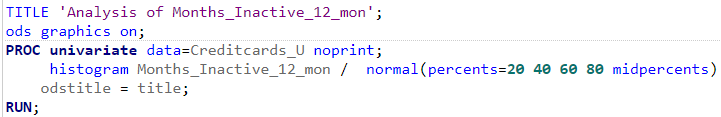 TITLE 'Analysis of Months_Inactive_12_mon';
ods graphics on;
PROC univariate data=Creditcards_U noprint;
histogram Months_Inactive_12_mon / normal(percents=20 40 60 80 midpercents)
odstitle = title;
RUN;